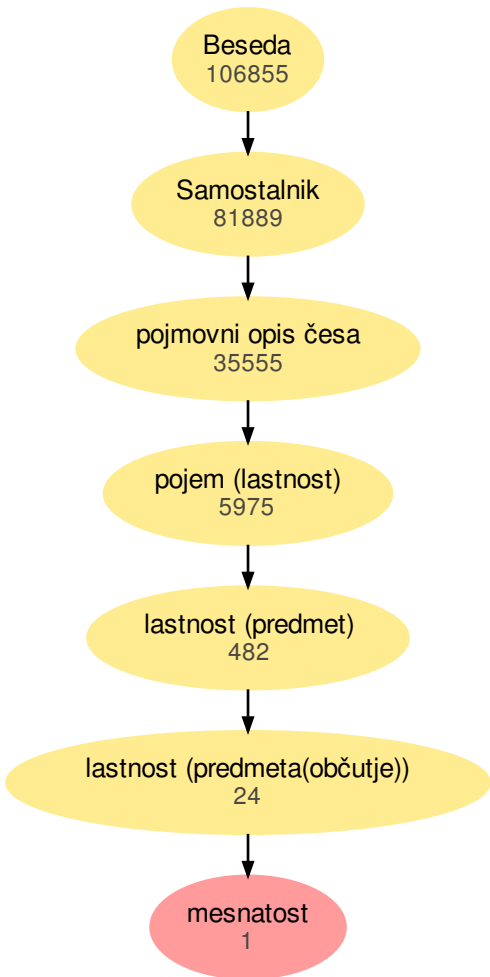 Beseda
106855
Samostalnik
81889
pojmovni opis česa
35555
pojem (lastnost)
5975
lastnost (predmet)
482
lastnost (predmeta(občutje))
24
mesnatost
1